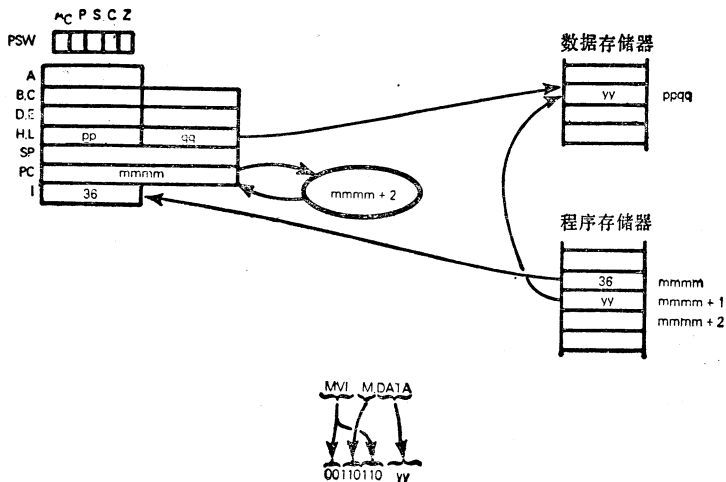 AC P S C Z
PSW
数据存储器
A
B.C
yy
ppqq
D.E
H.L
pp
qq
SP
PC
mmmm
I
36
mmmm + 2
程序存储器
36
mmmm
yy
mmmm + 1
mmmm + 2
MVI M,DATA
00110110 yy